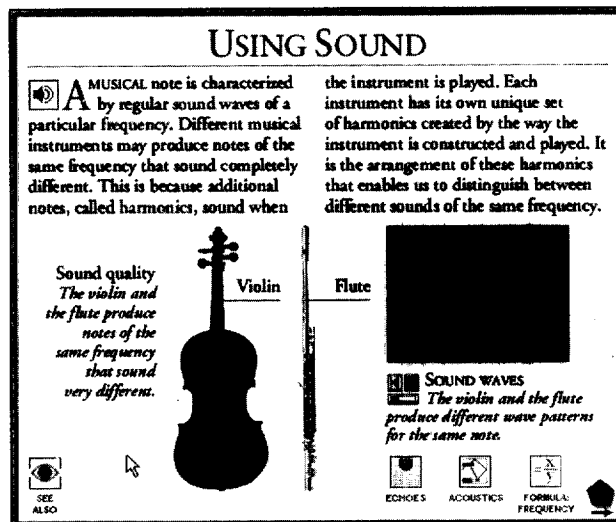 USING SOUND
A MUSICAL note is characterized
by regular sound waves of a
particular frequency. Different musical
instruments may produce notes of the
same frequency that sound completely
different. This is because additional
notes, called harmonics, sound when
the instrument is played. Each
instrument has its own unique set
of harmonics created by the way the
instrument is constructed and played. It
is the arrangement of these harmonics
that enables us to distinguish between
different sounds of the same frequency.
Sound quality
The violin and
the flute produce
notes of the
same frequency
that sound
very different.
Violin
Flute
SOUND WAVES
The violin and the flute
produce different wave patterns
for the same note.
SEE
ALSO
ECHOES
ACOUSTICS
= x/y
FORMULA:
FREQUENCY